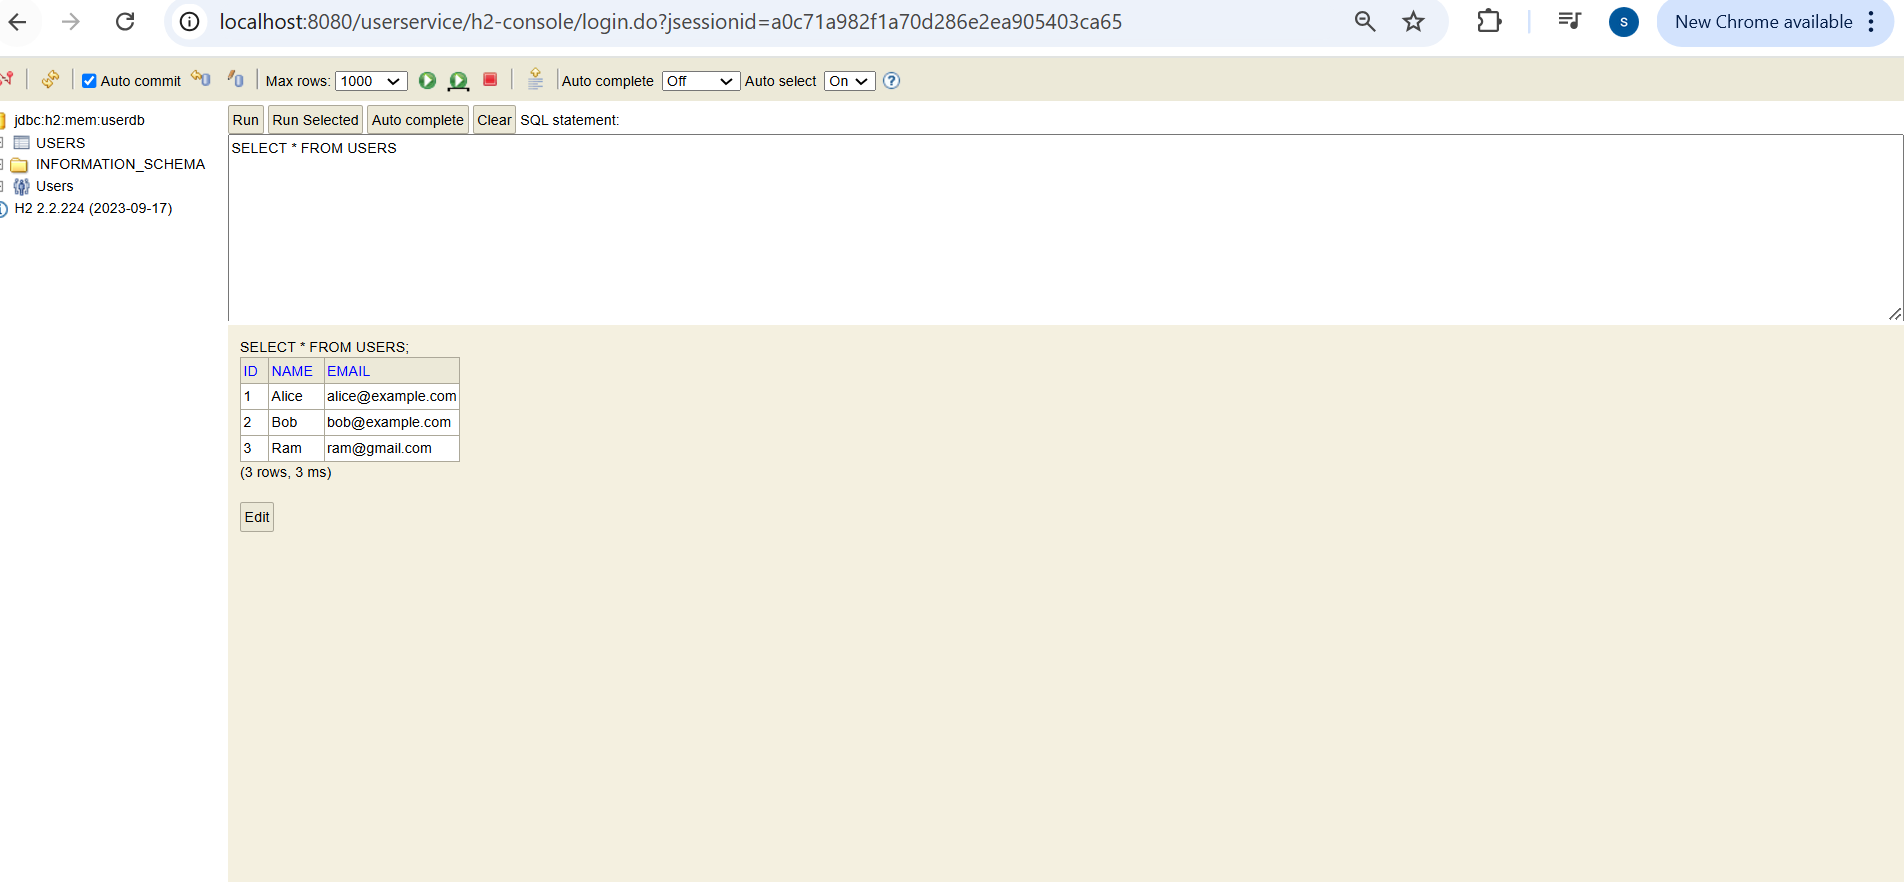 localhost:8080/userservice/h2-console/login.do?jsessionid=a0c71a982f1a70d286e2ea905403ca65
S
New Chrome available
Auto commit
Max rows: 1000
Auto complete Off
Auto select On
?
jdbc:h2:mem:userdb
USERS
INFORMATION_SCHEMA
Users
H2 2.2.224 (2023-09-17)
Run Run Selected Auto complete Clear SQL statement:
SELECT * FROM USERS
SELECT * FROM USERS;
ID NAME EMAIL
1 Alice alice@example.com
2 Bob bob@example.com
3 Ram ram@gmail.com
(3 rows, 3 ms)
Edit